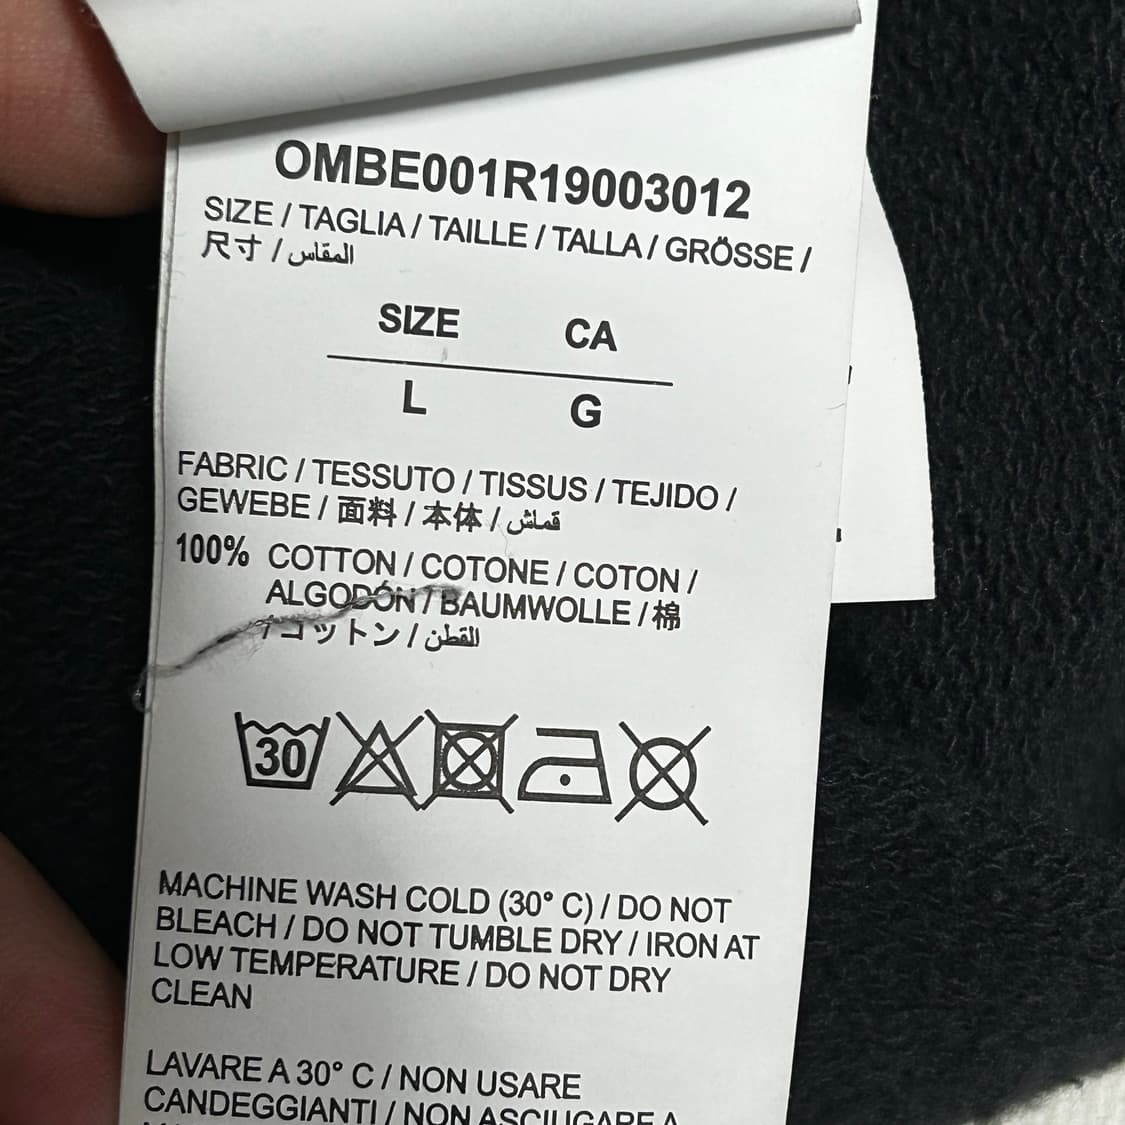 OMBE001R19003012
SIZE / TAGLIA / TAILLE / TALLA / GRÖSSE /
尺寸 / المقاس
SIZE CA
L G
FABRIC / TESSUTO / TISSUS / TEJIDO /
GEWEBE / 面料 / 本体 / قماش
100% COTTON / COTONE / COTON /
ALGODÓN / BAUMWOLLE / 棉
/ コットン / القطن
30
MACHINE WASH COLD (30° C) / DO NOT
BLEACH / DO NOT TUMBLE DRY / IRON AT
LOW TEMPERATURE / DO NOT DRY
CLEAN
LAVARE A 30° C / NON USARE
CANDEGGIANTI / NON ASCIUGARE A